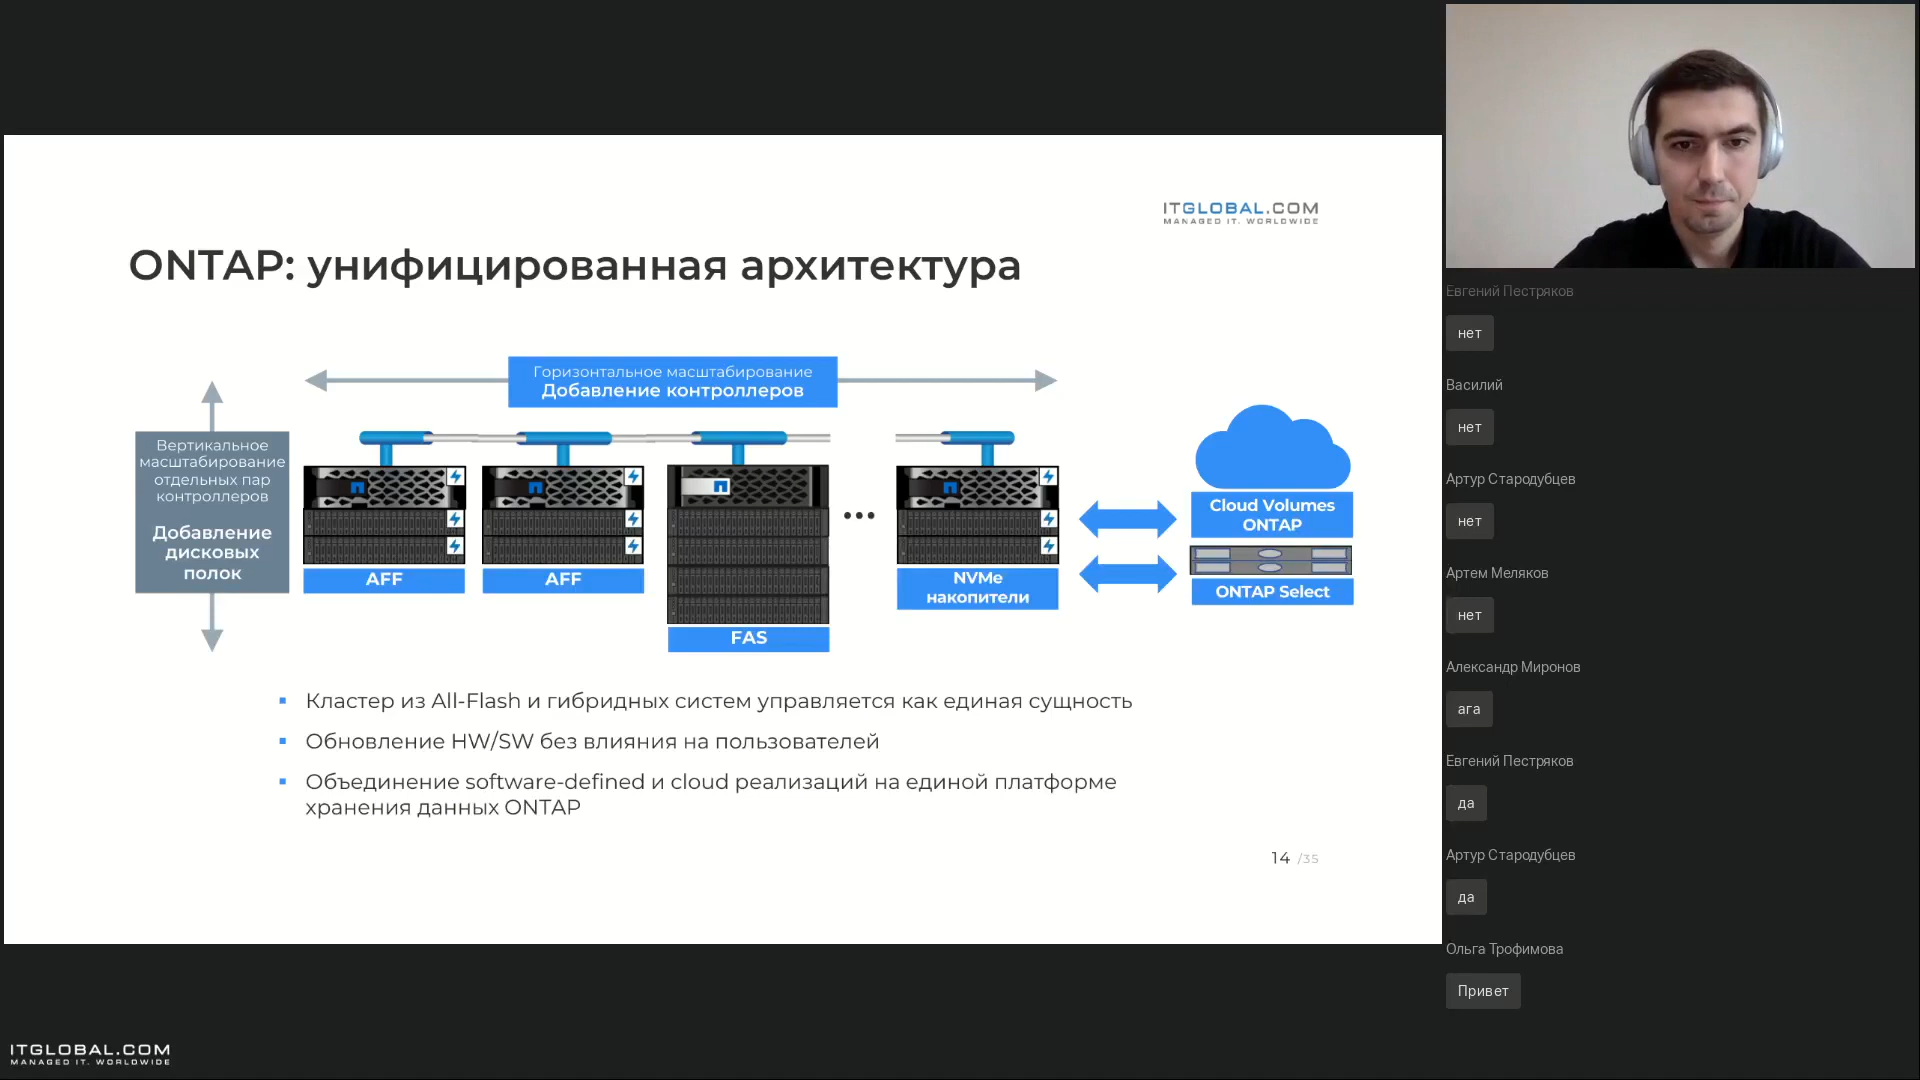 ITGLOBAL.COM
MANAGED IT. WORLDWIDE
ONTAP: унифицированная архитектура
Горизонтальное масштабирование
Добавление контроллеров
Вертикальное
масштабирование
отдельных пар
контроллеров
Добавление
дисковых
полок
AFF
AFF
FAS
NVMe
накопители
Cloud Volumes
ONTAP
ONTAP Select
▪ Кластер из All-Flash и гибридных систем управляется как единая сущность
▪ Обновление HW/SW без влияния на пользователей
▪ Объединение software-defined и cloud реализаций на единой платформе
хранения данных ONTAP
14 /35
Евгений Пестряков
нет
Василий
нет
Артур Стародубцев
нет
Артем Меляков
нет
Александр Миронов
ага
Евгений Пестряков
да
Артур Стародубцев
да
Ольга Трофимова
Привет
ITGLOBAL.COM
MANAGED IT. WORLDWIDE